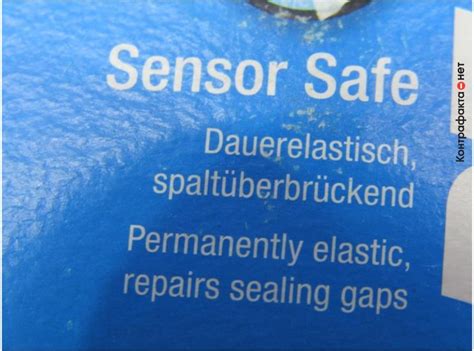 Sensor Safe
Dauerelastisch,
spaltüberbrückend
Permanently elastic,
repairs sealing gaps
Контрафакта нет